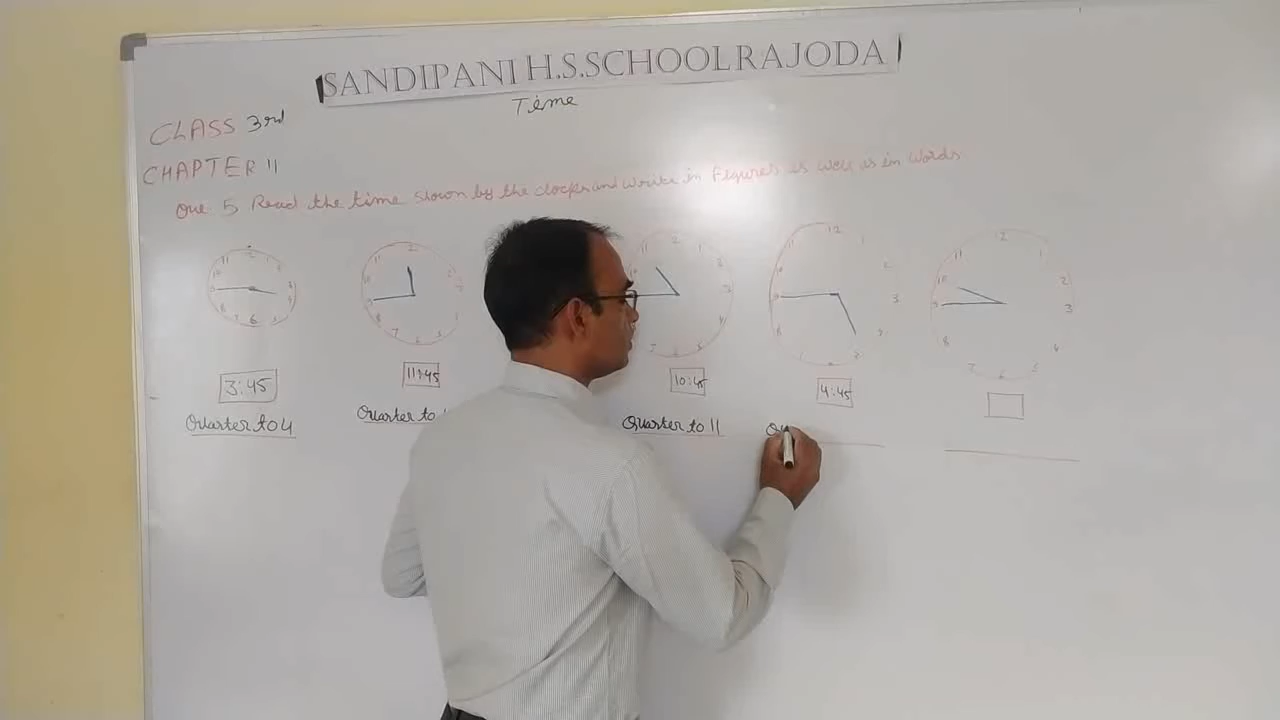 SANDIPANI H.S.SCHOOL RAJODA
Time
CLASS 3rd
CHAPTER 11
Que 5 Read the time shown by the clocks and write in Figures as well as in words
3:45
11:45
10:45
4:45
Quarter to 4
Quarter to
Quarter to 11
Qu